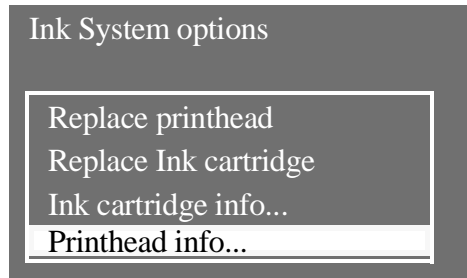 Ink System options
Replace printhead
Replace Ink cartridge
Ink cartridge info...
Printhead info...